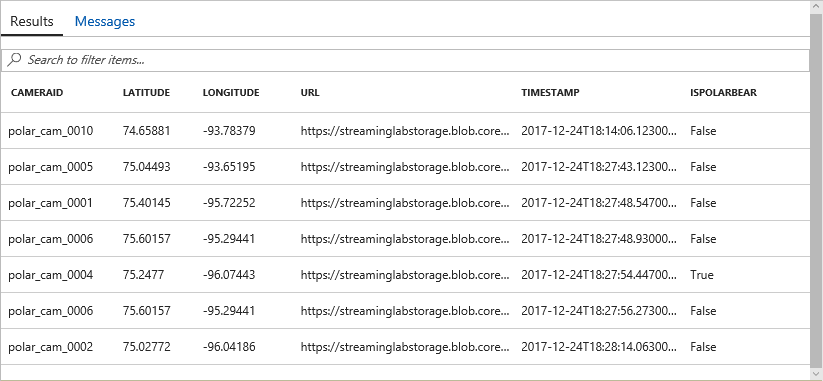 Results Messages
Search to filter items...
CAMERAID LATITUDE LONGITUDE URL TIMESTAMP ISPOLARBEAR
polar_cam_0010 74.65881 -93.78379 https://streaminglabstorage.blob.core... 2017-12-24T18:14:06.12300... False
polar_cam_0005 75.04493 -93.65195 https://streaminglabstorage.blob.core... 2017-12-24T18:27:43.12300... False
polar_cam_0001 75.40145 -95.72252 https://streaminglabstorage.blob.core... 2017-12-24T18:27:48.54700... False
polar_cam_0006 75.60157 -95.29441 https://streaminglabstorage.blob.core... 2017-12-24T18:27:48.93000... False
polar_cam_0004 75.2477 -96.07443 https://streaminglabstorage.blob.core... 2017-12-24T18:27:54.44700... True
polar_cam_0006 75.60157 -95.29441 https://streaminglabstorage.blob.core... 2017-12-24T18:27:56.27300... False
polar_cam_0002 75.02772 -96.04186 https://streaminglabstorage.blob.core... 2017-12-24T18:28:14.06300... False